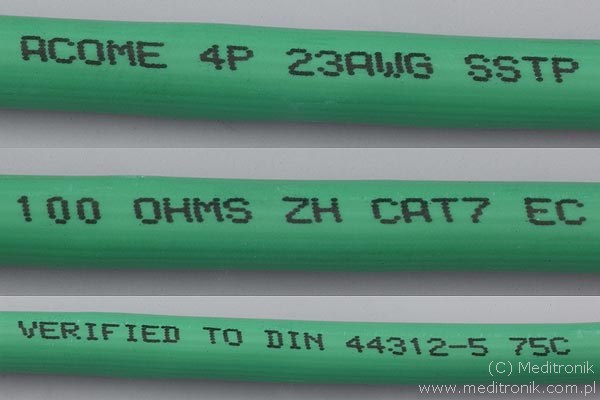 ACOME 4P 23AWG SSTP
100 OHMS ZH CAT7 EC
VERIFIED TO DIN 44312-5 75C
(C) Meditronik
www.meditronik.com.pl